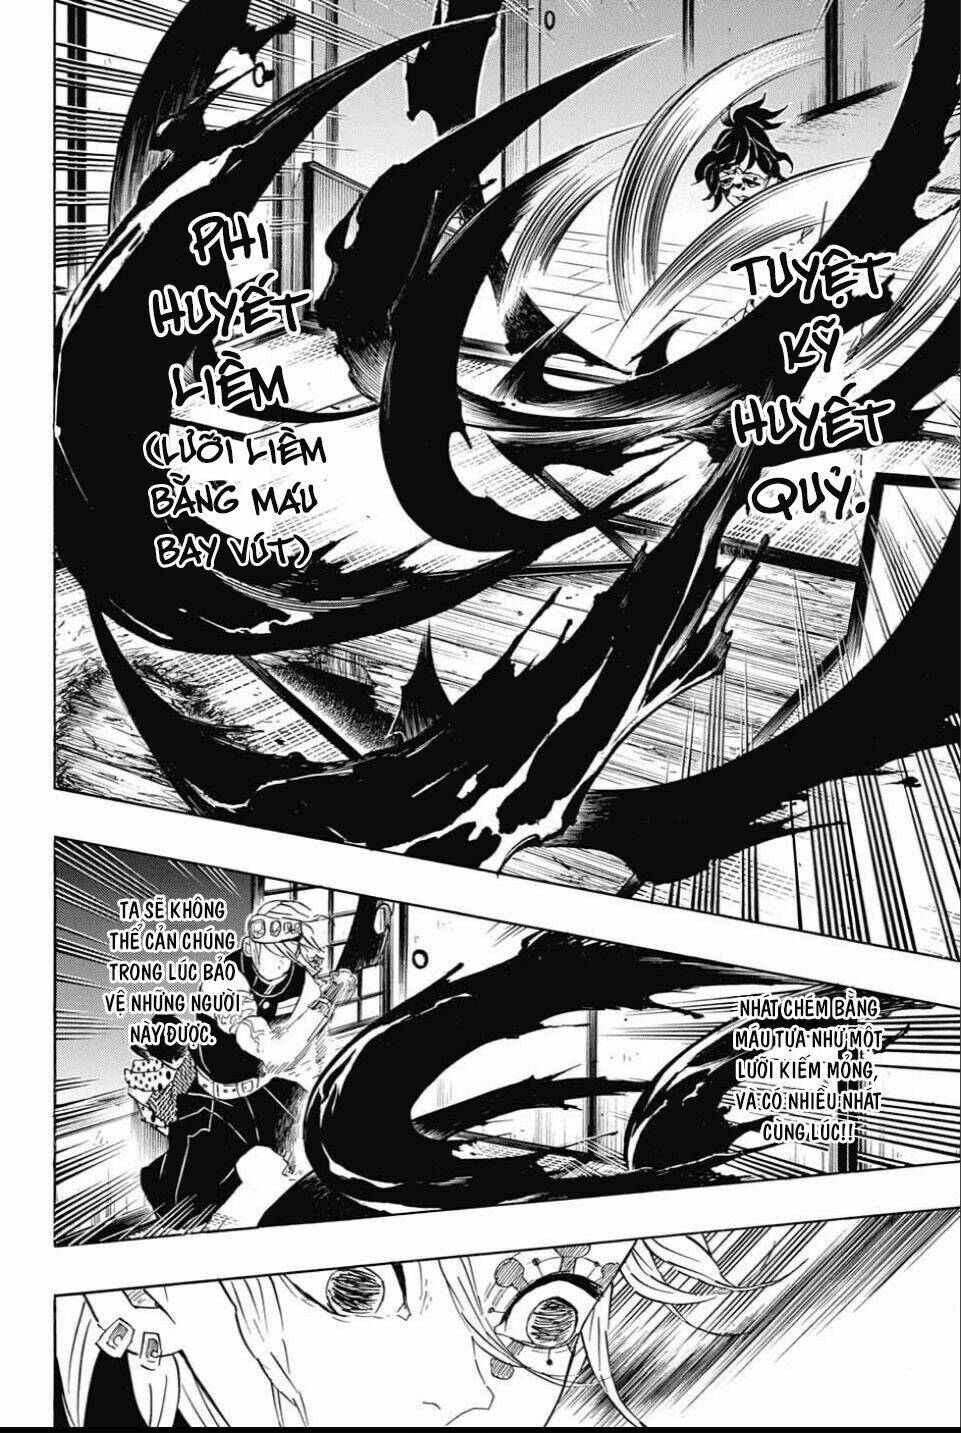 TUYỆT
KỸ
HUYẾT
QUỶ.
PHI
HUYẾT
LIỀM
(LƯỠI LIỀM
BẰNG MÁU
BAY VÚT)
NHÁT CHÉM BẰNG
MÁU TỰA NHƯ MỘT
LƯỠI KIẾM MỎNG,
VÀ CÓ NHIỀU NHÁT
CÙNG LÚC!!
TA SẼ KHÔNG
THỂ CẢN CHÚNG
TRONG LÚC BẢO
VỆ NHỮNG NGƯỜI
NÀY ĐƯỢC.